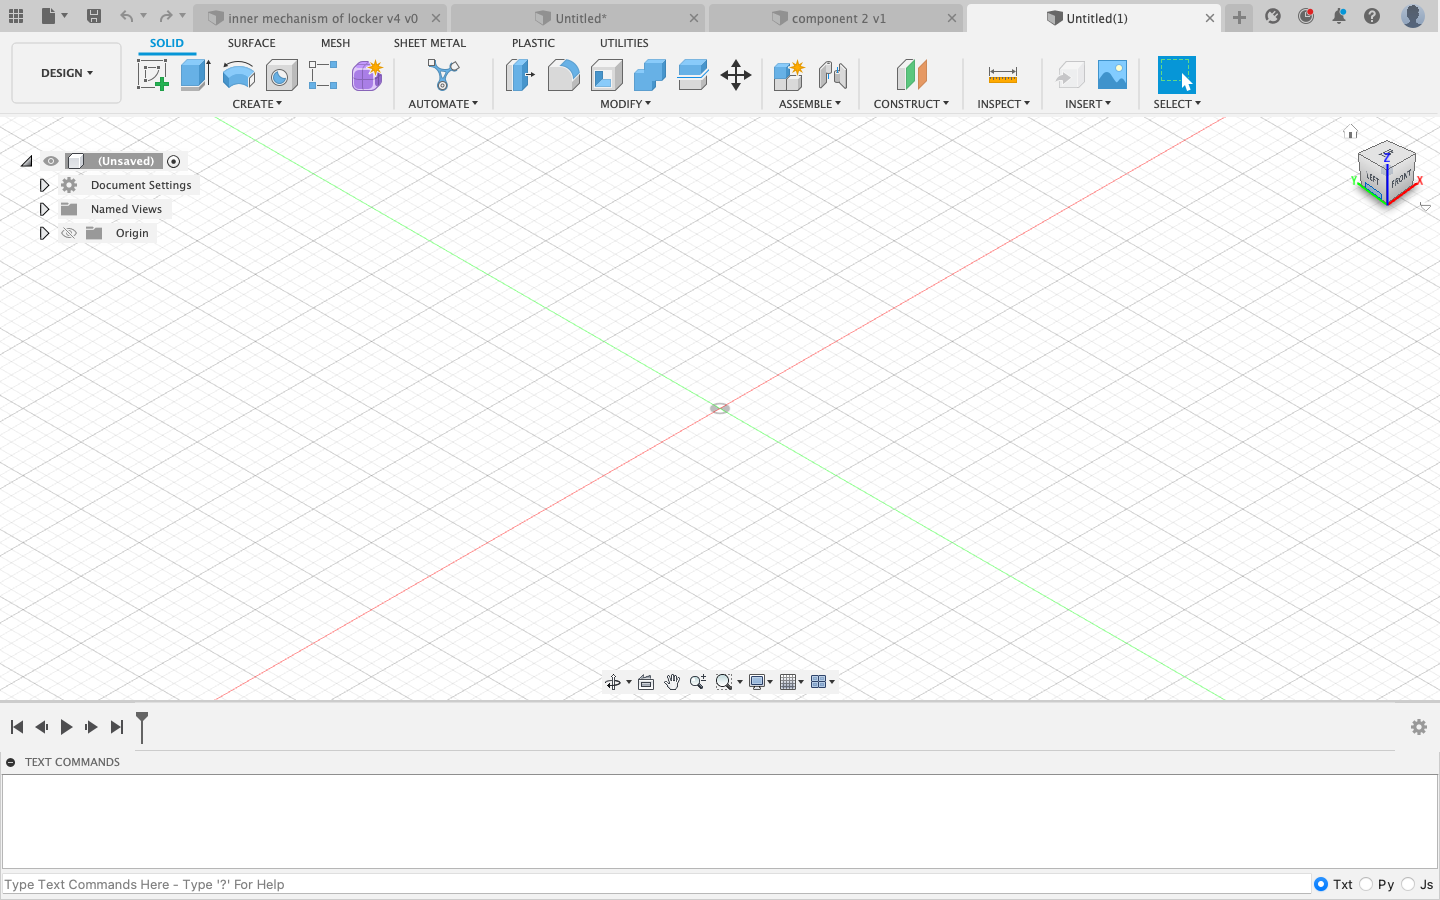 inner mechanism of locker v4 v0
Untitled*
component 2 v1
Untitled(1)
DESIGN
SOLID
SURFACE
MESH
SHEET METAL
PLASTIC
UTILITIES
CREATE
AUTOMATE
MODIFY
ASSEMBLE
CONSTRUCT
INSPECT
INSERT
SELECT
(Unsaved)
Document Settings
Named Views
Origin
Z
LEFT
FRONT
Y
X
TEXT COMMANDS
Type Text Commands Here - Type '?' For Help
Txt
Py
Js